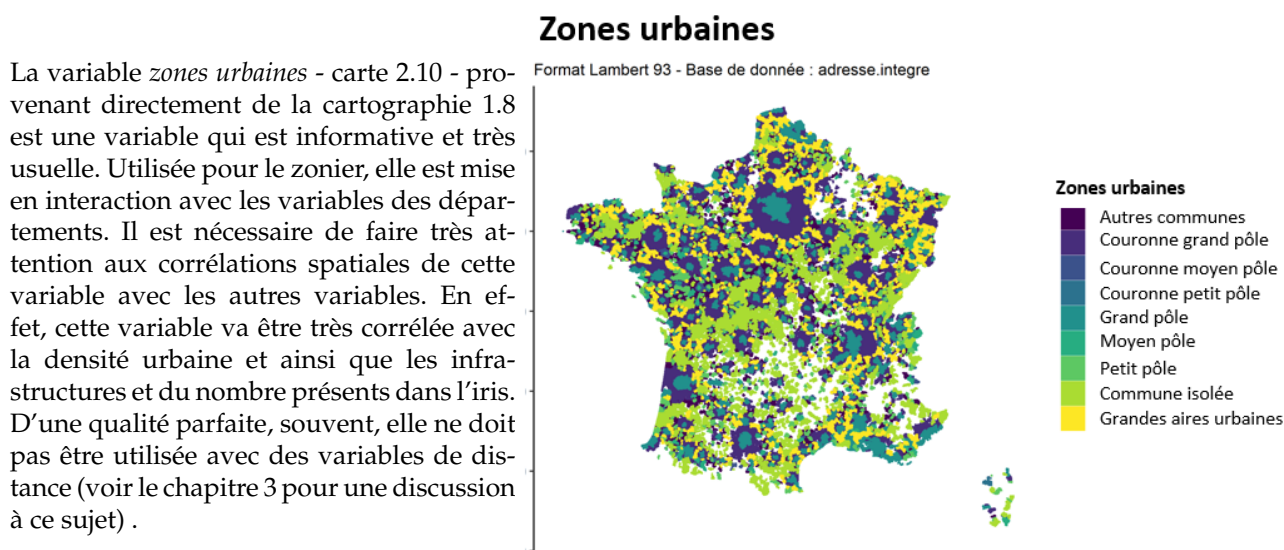 Zones urbaines
La variable zones urbaines - carte 2.10 - pro-
venant directement de la cartographie 1.8
est une variable qui est informative et très
usuelle. Utilisée pour le zonier, elle est mise
en interaction avec les variables des dépar-
tements. Il est nécessaire de faire très at-
tention aux corrélations spatiales de cette
variable avec les autres variables. En ef-
fet, cette variable va être très corrélée avec
la densité urbaine et ainsi que les infra-
structures et du nombre présents dans l'iris.
D'une qualité parfaite, souvent, elle ne doit
pas être utilisée avec des variables de dis-
tance (voir le chapitre 3 pour une discussion
à ce sujet) .
Format Lambert 93 - Base de donnée : adresse.integre
Zones urbaines
Autres communes
Couronne grand pôle
Couronne moyen pôle
Couronne petit pôle
Grand pôle
Moyen pôle
Petit pôle
Commune isolée
Grandes aires urbaines